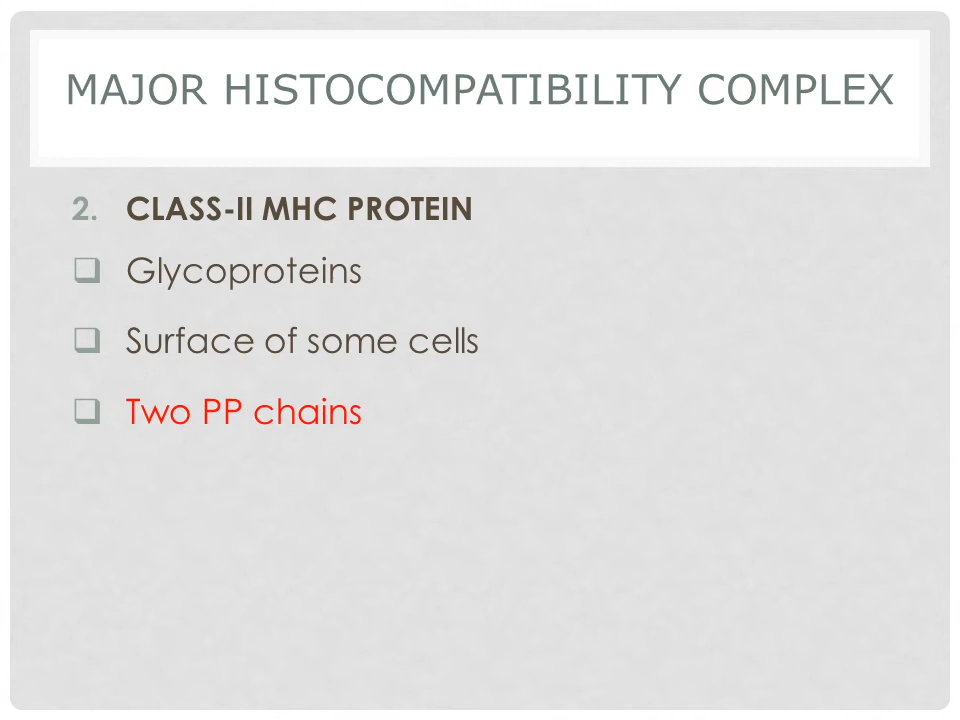 MAJOR HISTOCOMPATIBILITY COMPLEX
2. CLASS-II MHC PROTEIN
❑ Glycoproteins
❑ Surface of some cells
❑ Two PP chains